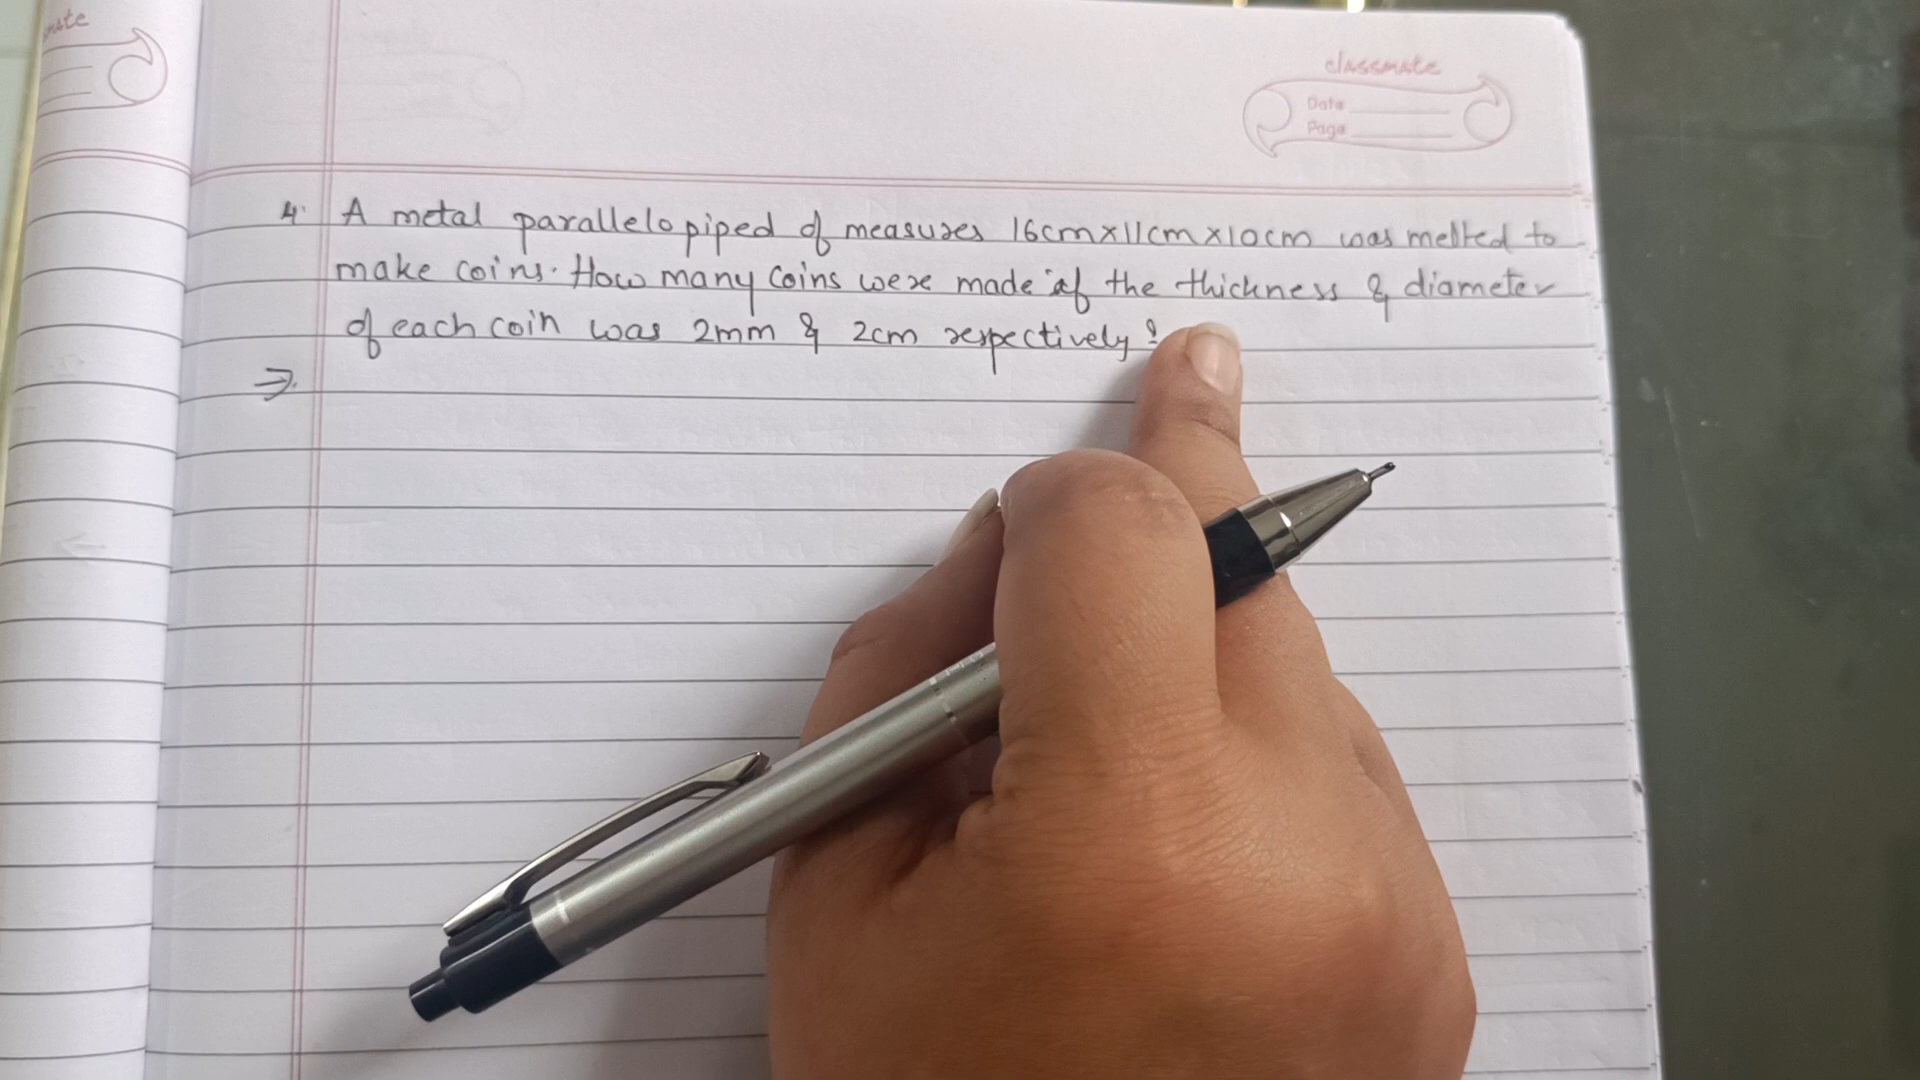 mate
classmate
Date
Page
4. A metal parallelopiped of measures 16cm×11cm×10cm was melted to
make coins. How many coins were made if the thickness & diameter
of each coin was 2mm & 2cm respectively?
→.